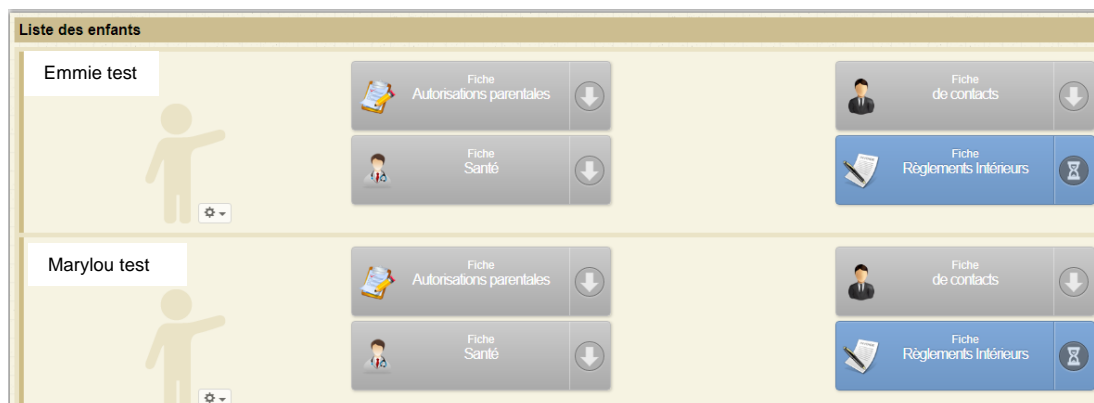 Liste des enfants
Emmie test
Fiche
Autorisations parentales
Fiche
de contacts
Fiche
Santé
Fiche
Règlements Intérieurs
Marylou test
Fiche
Autorisations parentales
Fiche
de contacts
Fiche
Santé
Fiche
Règlements Intérieurs